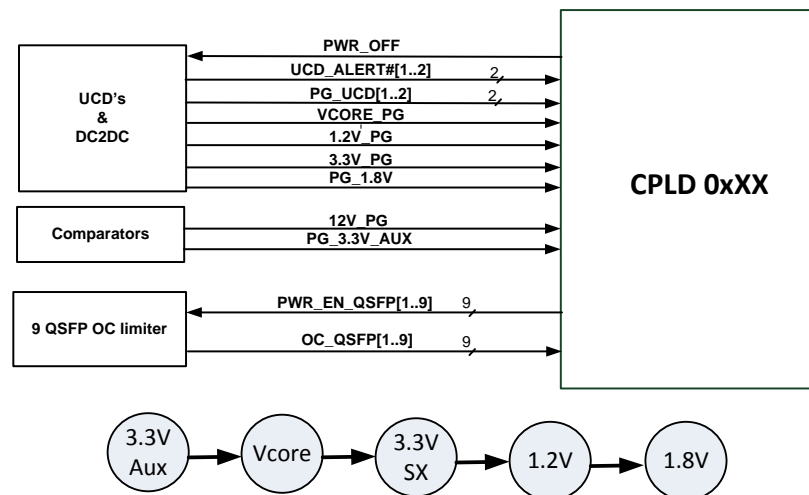 PWR_OFF
UCD_ALERT#[1..2] 2
PG_UCD[1..2] 2
VCORE_PG
1.2V_PG
3.3V_PG
PG_1.8V
UCD's
&
DC2DC
CPLD 0xXX
12V_PG
PG_3.3V_AUX
Comparators
PWR_EN_QSFP[1..9] 9
OC_QSFP[1..9] 9
9 QSFP OC limiter
3.3V
Aux
Vcore
3.3V
SX
1.2V
1.8V